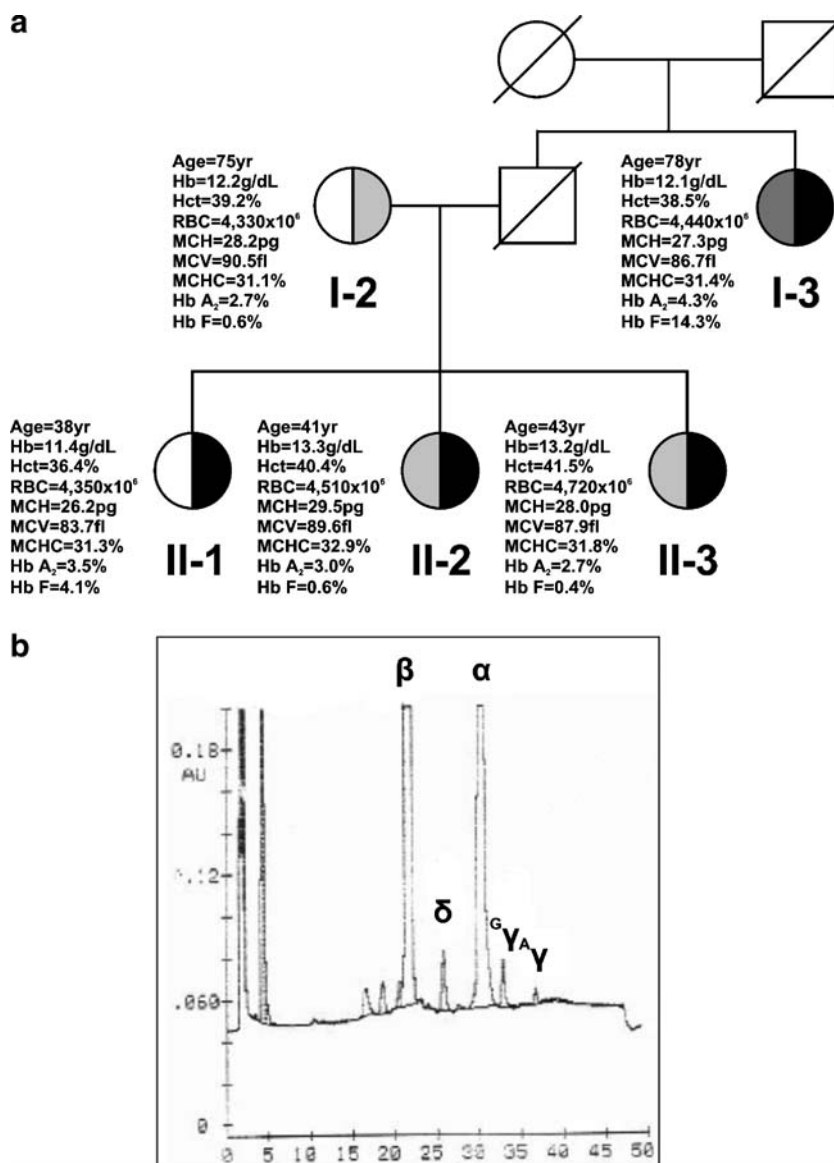 a
Age=75yr
Hb=12.2g/dL
Hct=39.2%
RBC=4,330x10⁶
MCH=28.2pg
MCV=90.5fl
MCHC=31.1%
Hb A₂=2.7%
Hb F=0.6%
I-2
Age=78yr
Hb=12.1g/dL
Hct=38.5%
RBC=4,440x10⁶
MCH=27.3pg
MCV=86.7fl
MCHC=31.4%
Hb A₂=4.3%
Hb F=14.3%
I-3
Age=38yr
Hb=11.4g/dL
Hct=36.4%
RBC=4,350x10⁶
MCH=26.2pg
MCV=83.7fl
MCHC=31.3%
Hb A₂=3.5%
Hb F=4.1%
II-1
Age=41yr
Hb=13.3g/dL
Hct=40.4%
RBC=4,510x10⁶
MCH=29.5pg
MCV=89.6fl
MCHC=32.9%
Hb A₂=3.0%
Hb F=0.6%
II-2
Age=43yr
Hb=13.2g/dL
Hct=41.5%
RBC=4,720x10⁶
MCH=28.0pg
MCV=87.9fl
MCHC=31.8%
Hb A₂=2.7%
Hb F=0.4%
II-3
b
β α
0.18
AU
.12
δ ᴳγ ᴬγ
.060
0
0 5 10 15 20 25 30 35 40 45 50